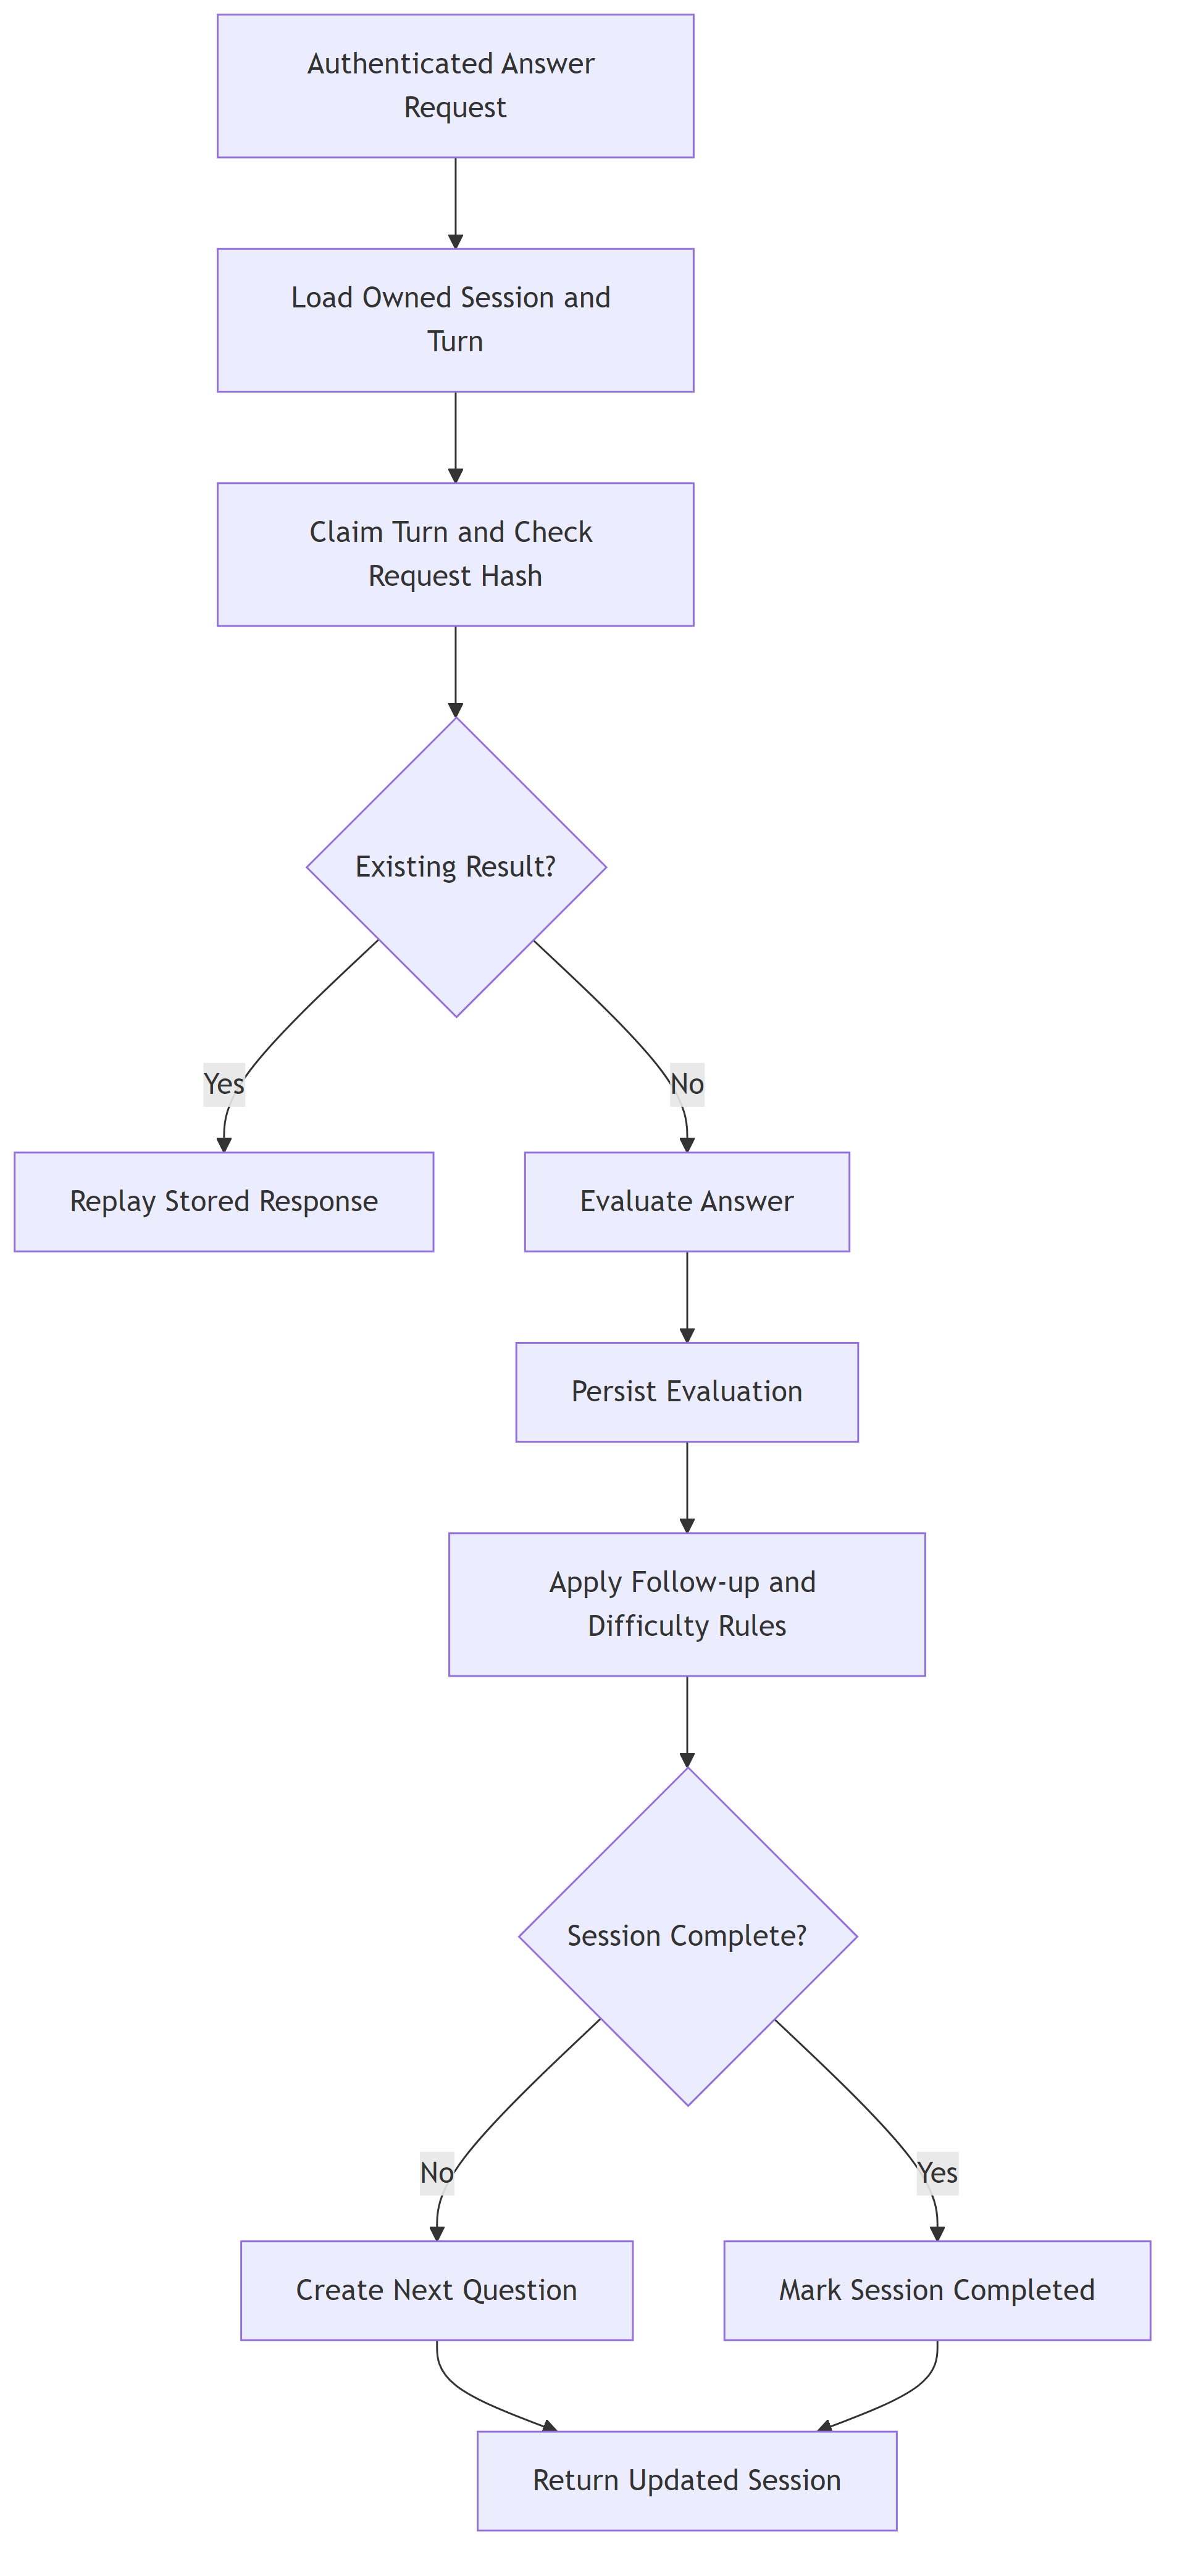 Authenticated Answer
Request
Load Owned Session and
Turn
Claim Turn and Check
Request Hash
Existing Result?
Yes
No
Replay Stored Response
Evaluate Answer
Persist Evaluation
Apply Follow-up and
Difficulty Rules
Session Complete?
No
Yes
Create Next Question
Mark Session Completed
Return Updated Session